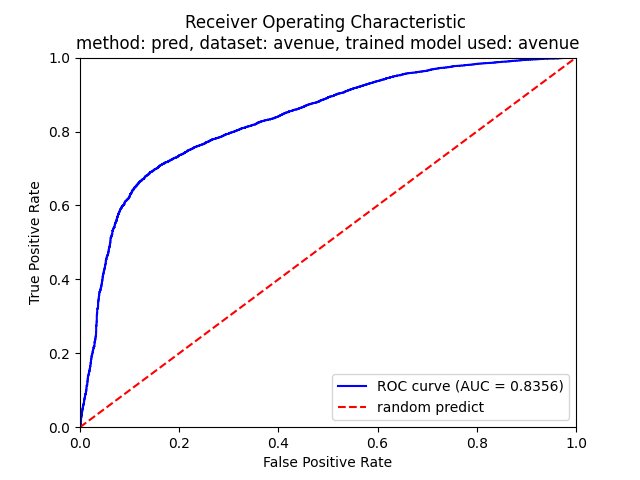 Receiver Operating Characteristic
method: pred, dataset: avenue, trained model used: avenue
1.0
0.8
0.6
0.4
0.2
0.0
True Positive Rate
ROC curve (AUC = 0.8356)
random predict
0.0 0.2 0.4 0.6 0.8 1.0
False Positive Rate